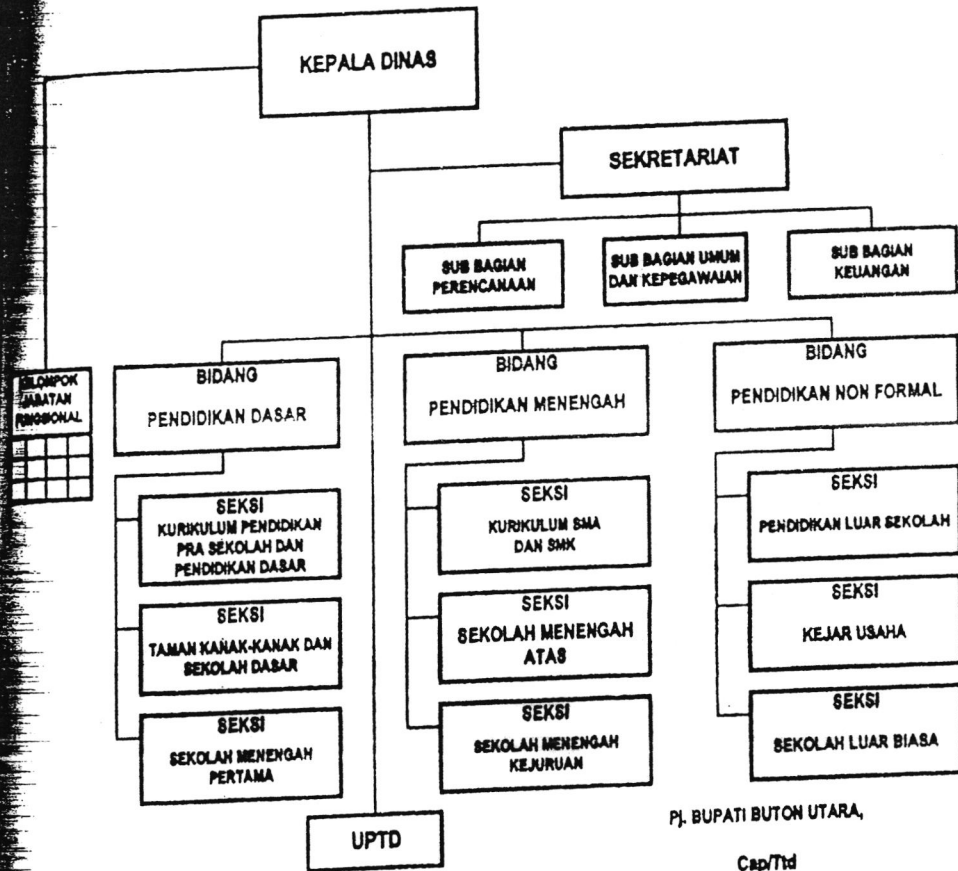 KEPALA DINAS
SEKRETARIAT
SUB BAGIAN
PERENCANAAN
SUB BAGIAN UMUM
DAN KEPEGAWAIAN
SUB BAGIAN
KEUANGAN
KELOMPOK
JABATAN
FUNGSIONAL
BIDANG
PENDIDIKAN DASAR
BIDANG
PENDIDIKAN MENENGAH
BIDANG
PENDIDIKAN NON FORMAL
SEKSI
KURIKULUM PENDIDIKAN
PRA SEKOLAH DAN
PENDIDIKAN DASAR
SEKSI
TAMAN KANAK-KANAK DAN
SEKOLAH DASAR
SEKSI
SEKOLAH MENENGAH
PERTAMA
SEKSI
KURIKULUM SMA
DAN SMK
SEKSI
SEKOLAH MENENGAH
ATAS
SEKSI
SEKOLAH MENENGAH
KEJURUAN
SEKSI
PENDIDIKAN LUAR SEKOLAH
SEKSI
KEJAR USAHA
SEKSI
SEKOLAH LUAR BIASA
UPTD
Pj. BUPATI BUTON UTARA,
Cap/Ttd